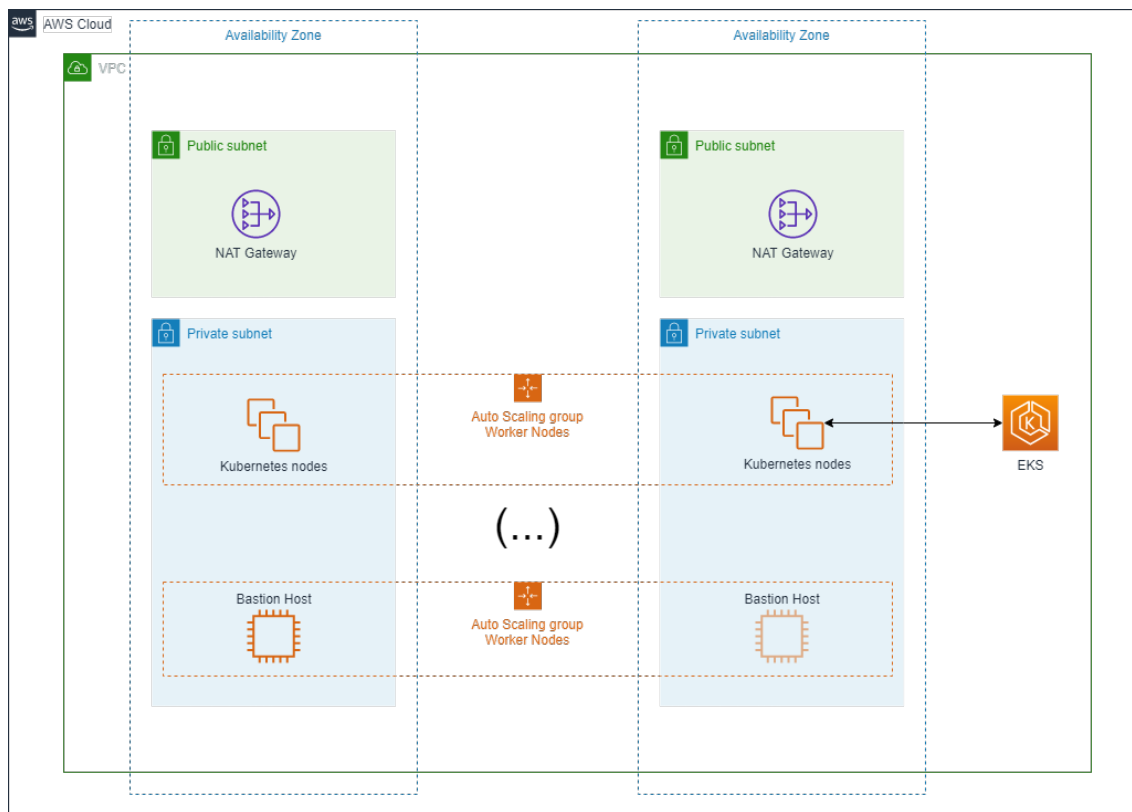 aws
AWS Cloud
Availability Zone
Availability Zone
VPC
Public subnet
Public subnet
NAT Gateway
NAT Gateway
Private subnet
Private subnet
Auto Scaling group
Worker Nodes
Kubernetes nodes
Kubernetes nodes
K
EKS
(...)
Bastion Host
Bastion Host
Auto Scaling group
Worker Nodes